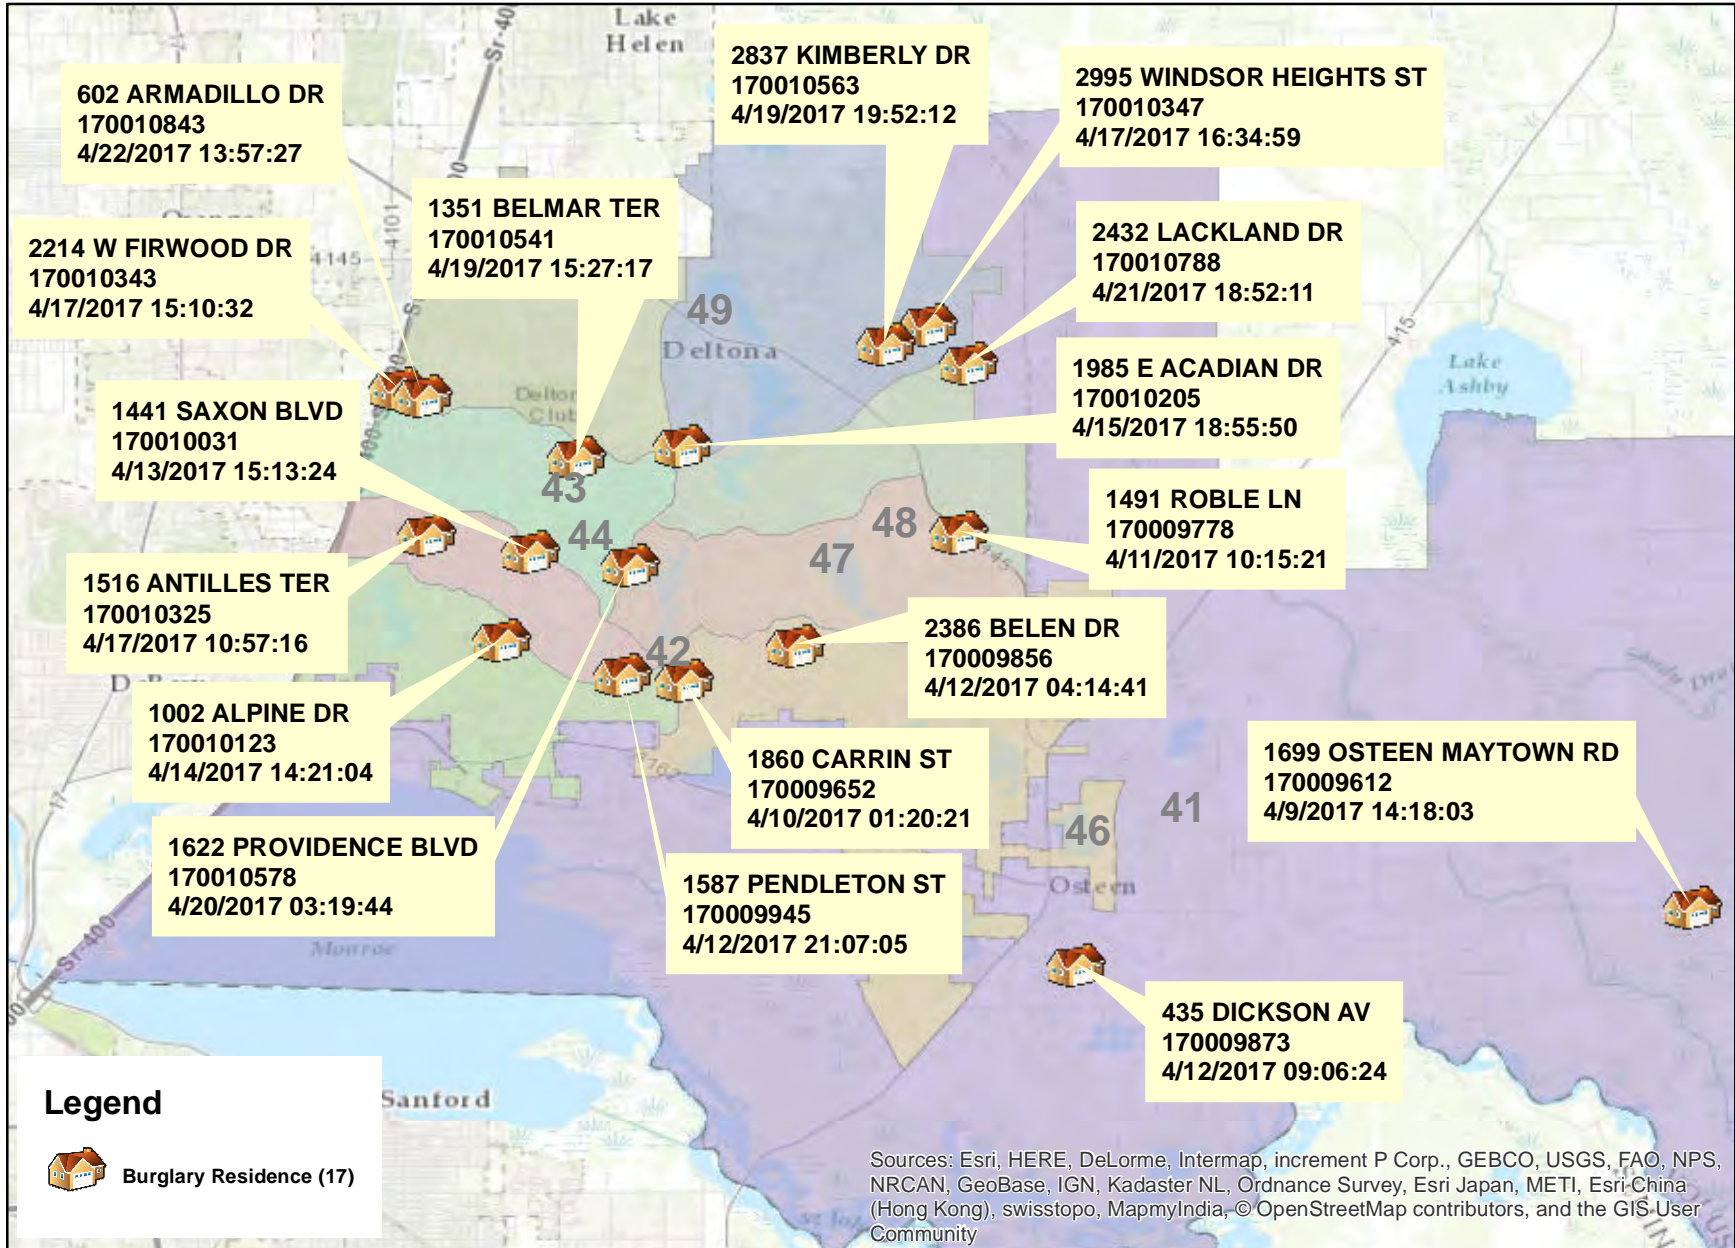 Lake
Helen
Sr-400
2837 KIMBERLY DR
170010563
4/19/2017 19:52:12
2995 WINDSOR HEIGHTS ST
170010347
4/17/2017 16:34:59
602 ARMADILLO DR
170010843
4/22/2017 13:57:27
1351 BELMAR TER
170010541
4/19/2017 15:27:17
2432 LACKLAND DR
170010788
4/21/2017 18:52:11
2214 W FIRWOOD DR
170010343
4/17/2017 15:10:32
4101
4145
49
Deltona
415
Lake
Ashby
1985 E ACADIAN DR
170010205
4/15/2017 18:55:50
1441 SAXON BLVD
170010031
4/13/2017 15:13:24
43
44
48
47
1491 ROBLE LN
170009778
4/11/2017 10:15:21
1516 ANTILLES TER
170010325
4/17/2017 10:57:16
2386 BELEN DR
170009856
4/12/2017 04:14:41
42
1002 ALPINE DR
170010123
4/14/2017 14:21:04
1860 CARRIN ST
170009652
4/10/2017 01:20:21
1699 OSTEEN MAYTOWN RD
170009612
4/9/2017 14:18:03
41
46
17
1622 PROVIDENCE BLVD
170010578
4/20/2017 03:19:44
1587 PENDLETON ST
170009945
4/12/2017 21:07:05
Osteen
Sr-400
Monroe
435 DICKSON AV
170009873
4/12/2017 09:06:24
Legend
Burglary Residence (17)
Sanford
Sources: Esri, HERE, DeLorme, Intermap, increment P Corp., GEBCO, USGS, FAO, NPS,
NRCAN, GeoBase, IGN, Kadaster NL, Ordnance Survey, Esri Japan, METI, Esri China
(Hong Kong), swisstopo, MapmyIndia, © OpenStreetMap contributors, and the GIS User
Community